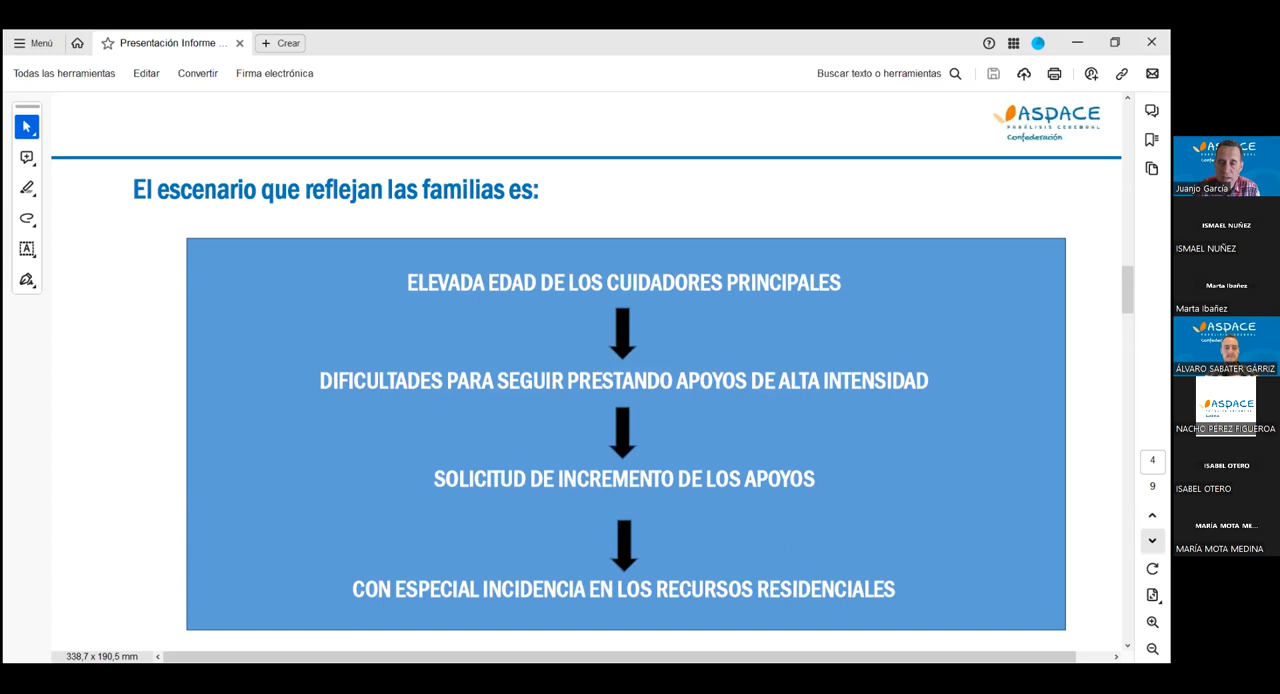 Menú
Presentación Informe ...
Crear
Todas las herramientas
Editar
Convertir
Firma electrónica
Buscar texto o herramientas
ASPACE
PARÁLISIS CEREBRAL
Confederación
El escenario que reflejan las familias es:
ELEVADA EDAD DE LOS CUIDADORES PRINCIPALES
DIFICULTADES PARA SEGUIR PRESTANDO APOYOS DE ALTA INTENSIDAD
SOLICITUD DE INCREMENTO DE LOS APOYOS
CON ESPECIAL INCIDENCIA EN LOS RECURSOS RESIDENCIALES
338,7 x 190,5 mm
4
9
Juanjo García
ISMAEL NUÑEZ
ISMAEL NUÑEZ
Marta Ibañez
Marta Ibañez
ASPACE
ÁLVARO SABATER GÁRRIZ
ASPACE
NACHO PÉREZ FIGUEROA
ISABEL OTERO
ISABEL OTERO
MARÍA MOTA ME...
MARÍA MOTA MEDINA